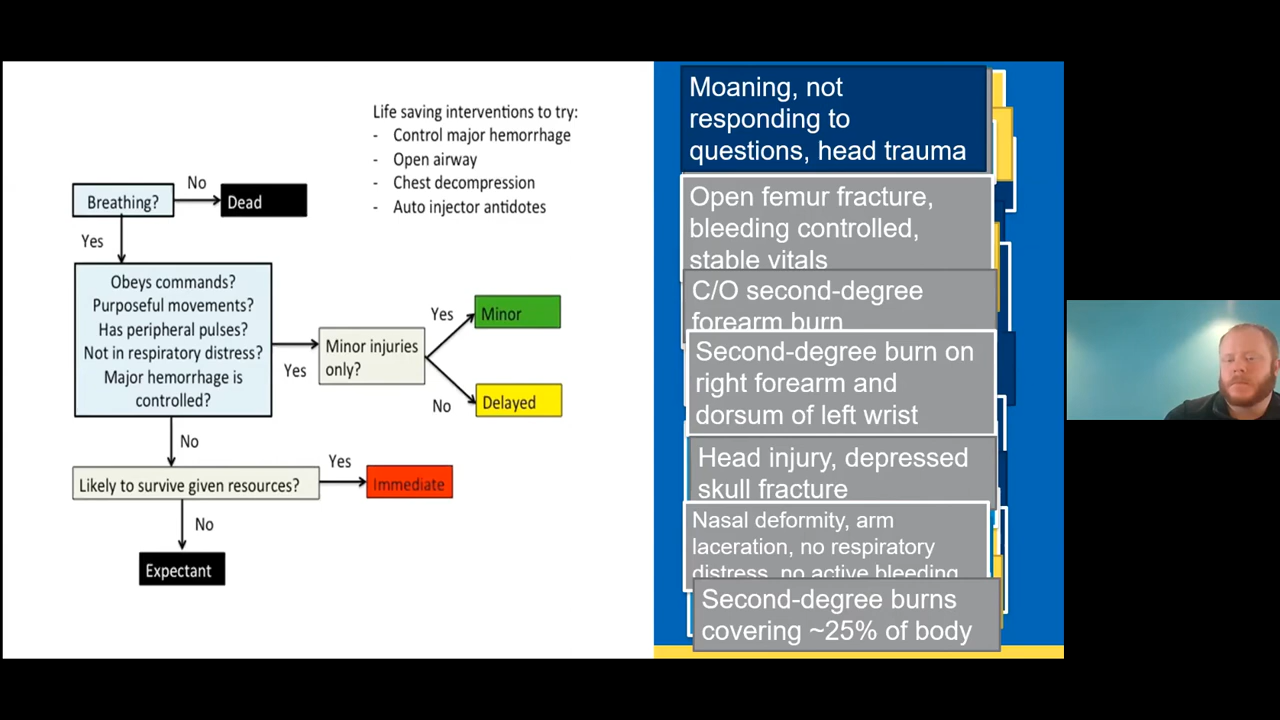 Life saving interventions to try:
- Control major hemorrhage
- Open airway
- Chest decompression
- Auto injector antidotes
Breathing?
No
Dead
Yes
Obeys commands?
Purposeful movements?
Has peripheral pulses?
Not in respiratory distress?
Major hemorrhage is
controlled?
Yes
Minor injuries
only?
Yes
Minor
No
Delayed
No
Likely to survive given resources?
Yes
Immediate
No
Expectant
Moaning, not
responding to
questions, head trauma
Open femur fracture,
bleeding controlled,
stable vitals
C/O second-degree
forearm burn
Second-degree burn on
right forearm and
dorsum of left wrist
Head injury, depressed
skull fracture
Nasal deformity, arm
laceration, no respiratory
distress, no active bleeding
Second-degree burns
covering ~25% of body